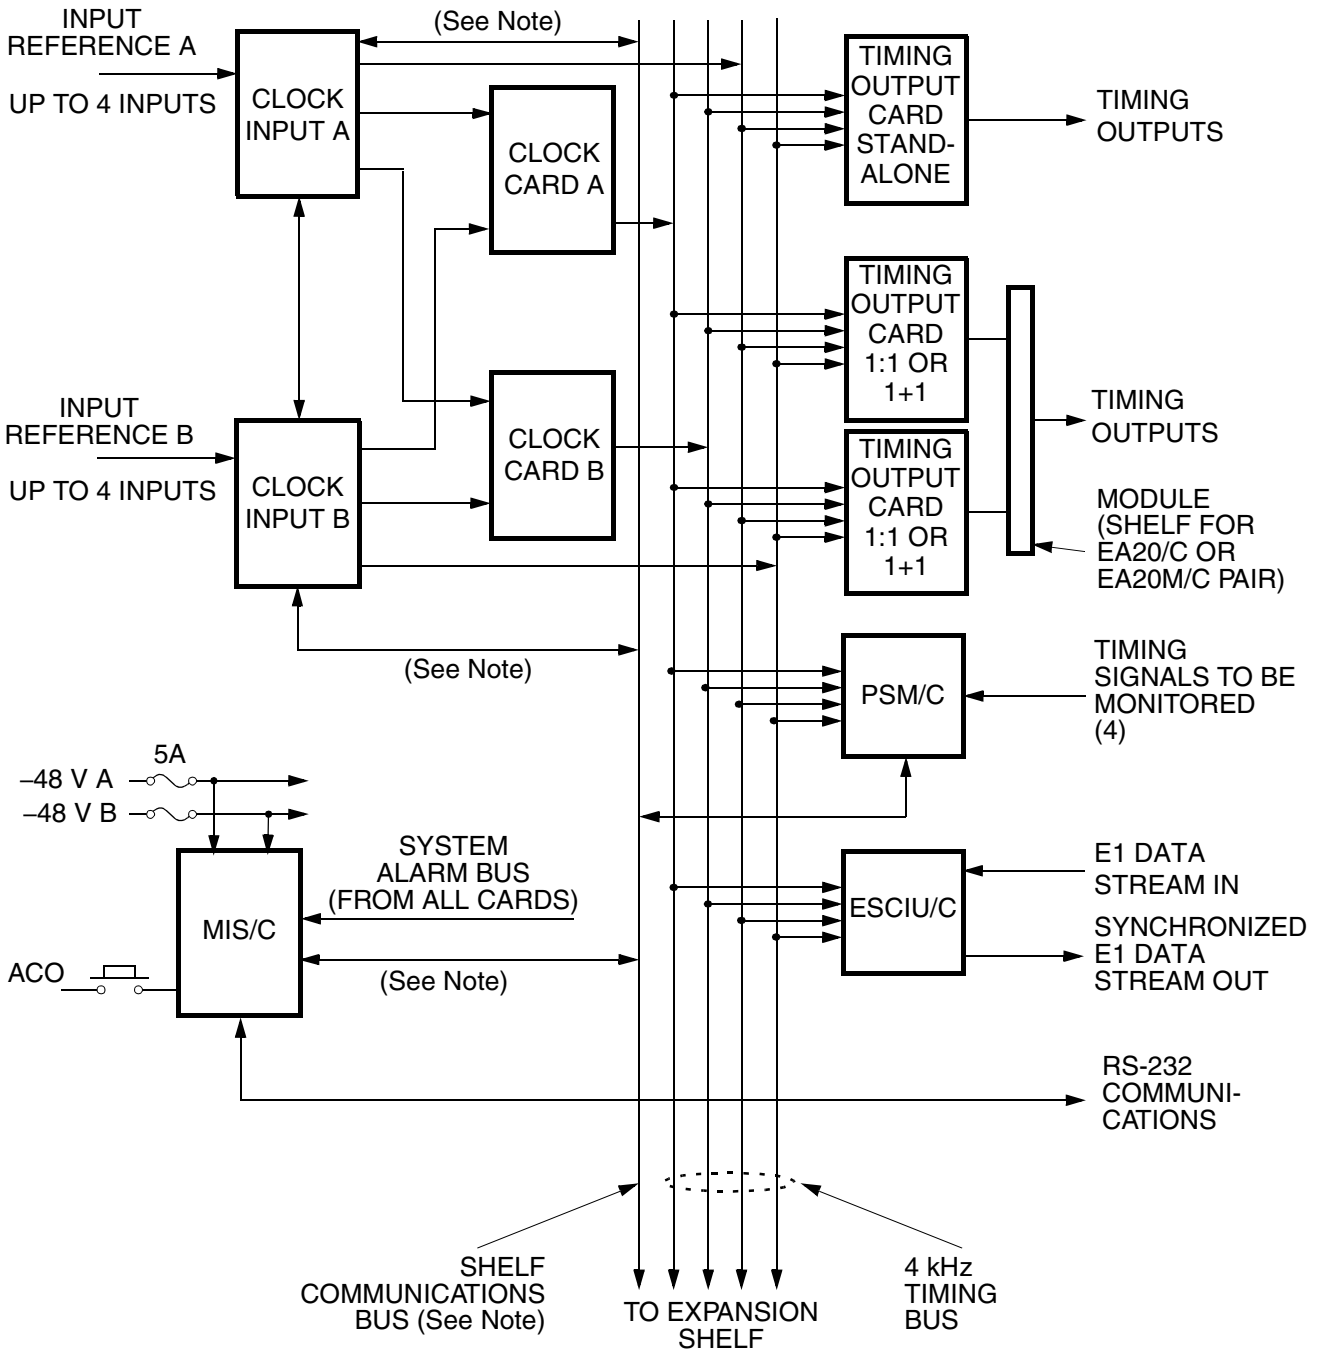 INPUT
REFERENCE A
UP TO 4 INPUTS
CLOCK
INPUT A
(See Note)
CLOCK
CARD A
TIMING
OUTPUT
CARD
STAND-
ALONE
TIMING
OUTPUTS
INPUT
REFERENCE B
UP TO 4 INPUTS
CLOCK
INPUT B
CLOCK
CARD B
(See Note)
TIMING
OUTPUT
CARD
1:1 OR
1+1
TIMING
OUTPUT
CARD
1:1 OR
1+1
TIMING
OUTPUTS
MODULE
(SHELF FOR
EA20/C OR
EA20M/C PAIR)
PSM/C
TIMING
SIGNALS TO BE
MONITORED
(4)
5A
–48 V A
–48 V B
MIS/C
SYSTEM
ALARM BUS
(FROM ALL CARDS)
(See Note)
ACO
ESCIU/C
E1 DATA
STREAM IN
SYNCHRONIZED
E1 DATA
STREAM OUT
RS-232
COMMUNI-
CATIONS
SHELF
COMMUNICATIONS
BUS (See Note)
TO EXPANSION
SHELF
4 kHz
TIMING
BUS